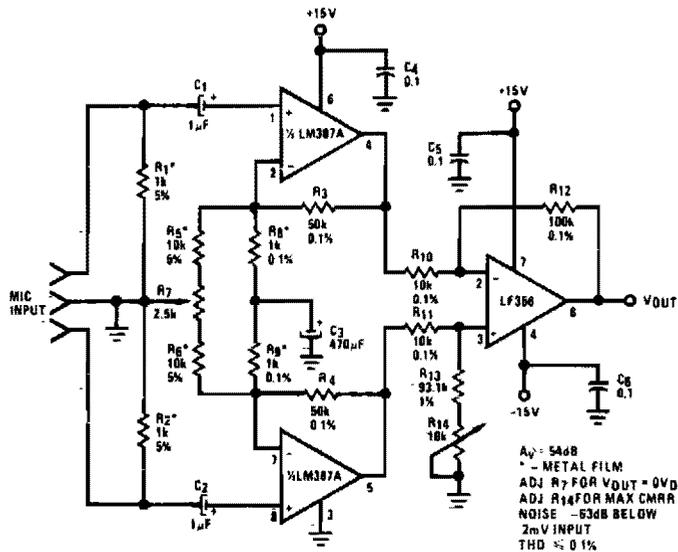 +15V
C4
0.1
C1
+
1µF
6
1
+
½ LM387A
4
2
−
+15V
C5
0.1
R1*
1k
5%
R3
50k
0.1%
R12
100k
0.1%
R5*
10k
5%
R8*
1k
0.1%
R10
10k
0.1%
2
−
7
LF356
6
VOUT
MIC
INPUT
R7
2.5k
+
C3
470µF
R11
10k
0.1%
3
+
4
R6*
10k
5%
R9*
1k
0.1%
R4
50k
0.1%
R13
93.1k
1%
-15V
C6
0.1
R2*
1k
5%
R14
10k
7
−
½LM387A
5
C2
+
1µF
8
+
3
AV = 54dB
* – METAL FILM
ADJ R7 FOR VOUT = 0VD
ADJ R14 FOR MAX CMRR
NOISE −63dB BELOW
2mV INPUT
THD ≤ 0.1%